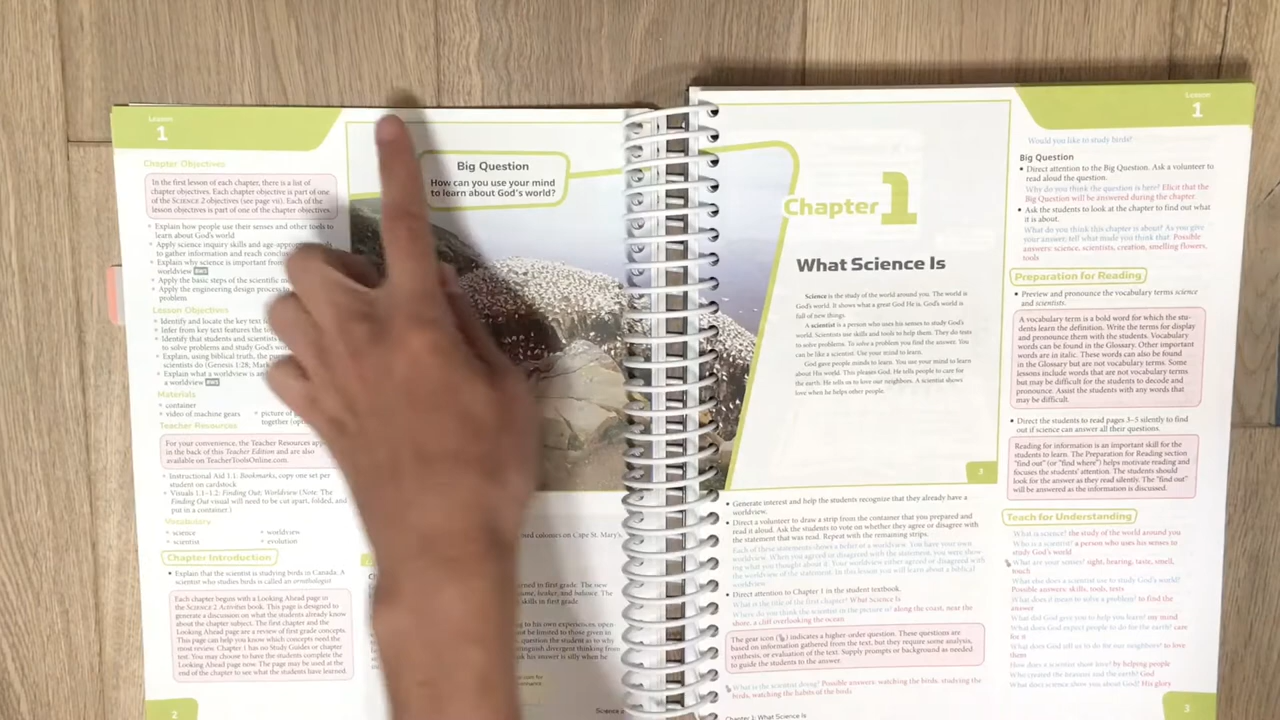 Lesson
1
Chapter Objectives
In the first lesson of each chapter, there is a list of
chapter objectives. Each chapter objective is part of one
of the SCIENCE 2 objectives (see page vii). Each of the
lesson objectives is part of one of the chapter objectives.
• Explain how people use their senses and other tools to
learn about God's world
• Apply science inquiry skills and
to gather information and reach
• Explain why science is important from
worldview BWS
• Apply the basic steps of the scientific
• Apply the engineering design process
problem
Lesson Objectives
• Identify and locate the key text
• Infer from key text features the
• Identify that students and scientists
to solve problems and study God's
• Explain, using biblical truth, the
scientists do (Genesis 1:28;
• Explain what a worldview is
a worldview BWS
Materials
• container
• video of machine gears
• picture of
together
Teacher Resources
For your convenience, the Teacher Resources
in the back of this Teacher Edition and are also
available on TeacherToolsOnline.com.
• Instructional Aid 1.1: Bookmarks, copy one set per
student on cardstock
• Visuals 1.1–1.2: Finding Out; Worldview (Note: The
Finding Out visual will need to be cut apart, folded, and
put in a container.)
Vocabulary
• science
• scientist
• worldview
• evolution
Chapter Introduction
• Explain that the scientist is studying birds in Canada. A
scientist who studies birds is called an ornithologist.
Each chapter begins with a Looking Ahead page in
the SCIENCE 2 Activities book. This page is designed to
generate a discussion on what the students already know
about the chapter subject. The first chapter and the
Looking Ahead page are a review of first grade concepts.
This page can help you know which concepts need the
most review. Chapter 1 has no Study Guides or chapter
test. You may choose to have students complete the
Looking Ahead page now. The page may be used at the
end of the chapter to see what the students have learned.
2
Big Question
How can you use your mind
to learn about God's world?
colonies on Cape St. Mary's,
to first grade. The new
and balance. The
skills in first grade.
to his own experiences,
not be limited to those given in
question the student as to why
divergent thinking from
his answer is silly when he
Chapter 1
What Science Is
Science is the study of the world around you. The world is
God's world. It shows what a great God He is. God's world is
full of new things.
A scientist is a person who uses his senses to study God's
world. Scientists use skills and tools to help them. They do tests
to solve problems. To solve a problem you find the answer. You
can be like a scientist. Use your mind to learn.
God gave people minds to learn. You use your mind to learn
about His world. This pleases God. He tells people to care for
the earth. He tells us to love our neighbors. A scientist shows
love when he helps other people.
3
• Generate interest and help the students recognize that they already have a
worldview.
• Direct a volunteer to draw a strip from the container that you prepared and
read it aloud. Ask the students to vote on whether they agree or disagree with
the statement that was read. Repeat with the remaining strips.
Each of these statements shows a belief or a worldview. You have your own
worldview. When you agreed or disagreed with the statement, you were show
ing what you thought about it. Your worldview either agreed or disagreed with
the worldview of the statement. In this lesson you will learn about a biblical
worldview.
• Direct attention to Chapter 1 in the student textbook.
What is the title of the first chapter? What Science Is
Where do you think the scientist in the picture is? along the coast, near the
shore, a cliff overlooking the ocean
The gear icon ( ) indicates a higher-order question. These questions are
based on information gathered from the text, but they require some analysis,
synthesis, or evaluation of the text. Supply prompts or background as needed
to guide the students to the answer.
What is the scientist doing? Possible answers: watching the birds; studying the
birds, watching the habits of the birds
Chapter 1: What Science Is
Lesson
1
Would you like to study birds?
Big Question
• Direct attention to the Big Question. Ask a volunteer to
read aloud the question.
Why do you think the question is here? Elicit that the
Big Question will be answered during the chapter.
• Ask the students to look at the chapter to find out what
it is about.
What do you think this chapter is about? As you give
your answer, tell what made you think that. Possible
answers: science, scientists, creation, smelling flowers,
tools
Preparation for Reading
• Preview and pronounce the vocabulary terms science
and scientists.
A vocabulary term is a bold word for which the stu-
dents learn the definition. Write the terms for display
and pronounce them with the students. Vocabulary
words can be found in the Glossary. Other important
words are in italic. These words can also be found
in the Glossary but are not vocabulary terms. Some
lessons include words that are not vocabulary terms
but may be difficult for the students to decode and
pronounce. Assist the students with any words that
may be difficult.
• Direct the students to read pages 3–5 silently to find
out if science can answer all their questions.
Reading for information is an important skill for the
students to learn. The Preparation for Reading section
"find out" (or "find where") helps motivate reading and
focuses the students' attention. The students should
look for the answer as they read silently. The "find out"
will be answered as the information is discussed.
Teach for Understanding
What is science? the study of the world around you
Who is a scientist? a person who uses his senses to
study God's world
What are your senses? sight, hearing, taste, smell,
touch
What else does a scientist use to study God's world?
Possible answers: skills, tools, tests
What does it mean to solve a problem? to find the
answer
What did God give you to help you learn? my mind
What does God expect people to do for the earth? care
for it
What does God tell us to do for our neighbors? to love
them
How does a scientist show love? by helping people
Who created the heavens and the earth? God
What does science show you about God? His glory
3